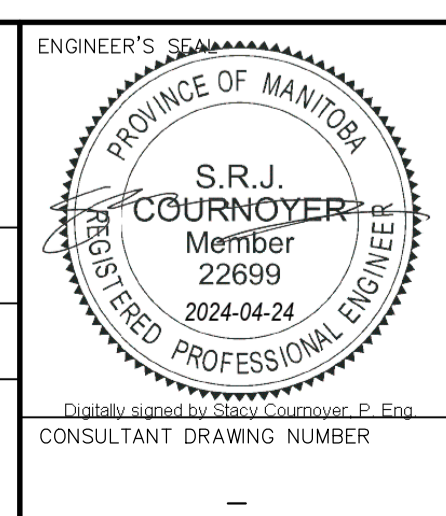 ENGINEER'S SEAL
PROVINCE OF MANITOBA
S.R.J.
COURNOYER
Member
22699
2024-04-24
REGISTERED PROFESSIONAL ENGINEER
Digitally signed by Stacy Cournoyer, P. Eng.
CONSULTANT DRAWING NUMBER
–